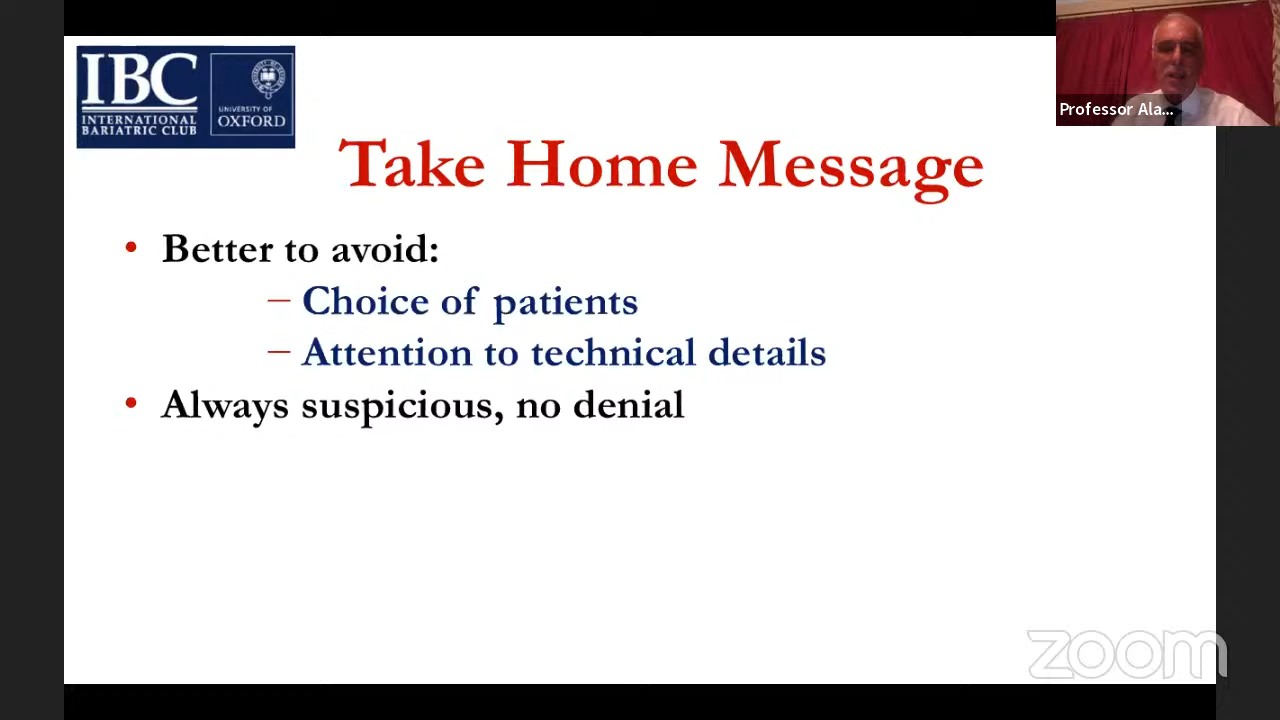 IBC
INTERNATIONAL
BARIATRIC CLUB
UNIVERSITY OF
OXFORD
Professor Ala...
Take Home Message
• Better to avoid:
– Choice of patients
– Attention to technical details
• Always suspicious, no denial
zoom